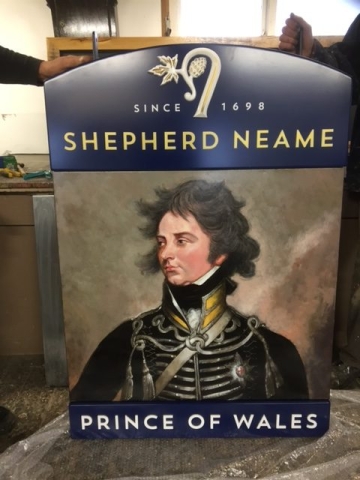 SINCE 1698
SHEPHERD NEAME
PRINCE OF WALES